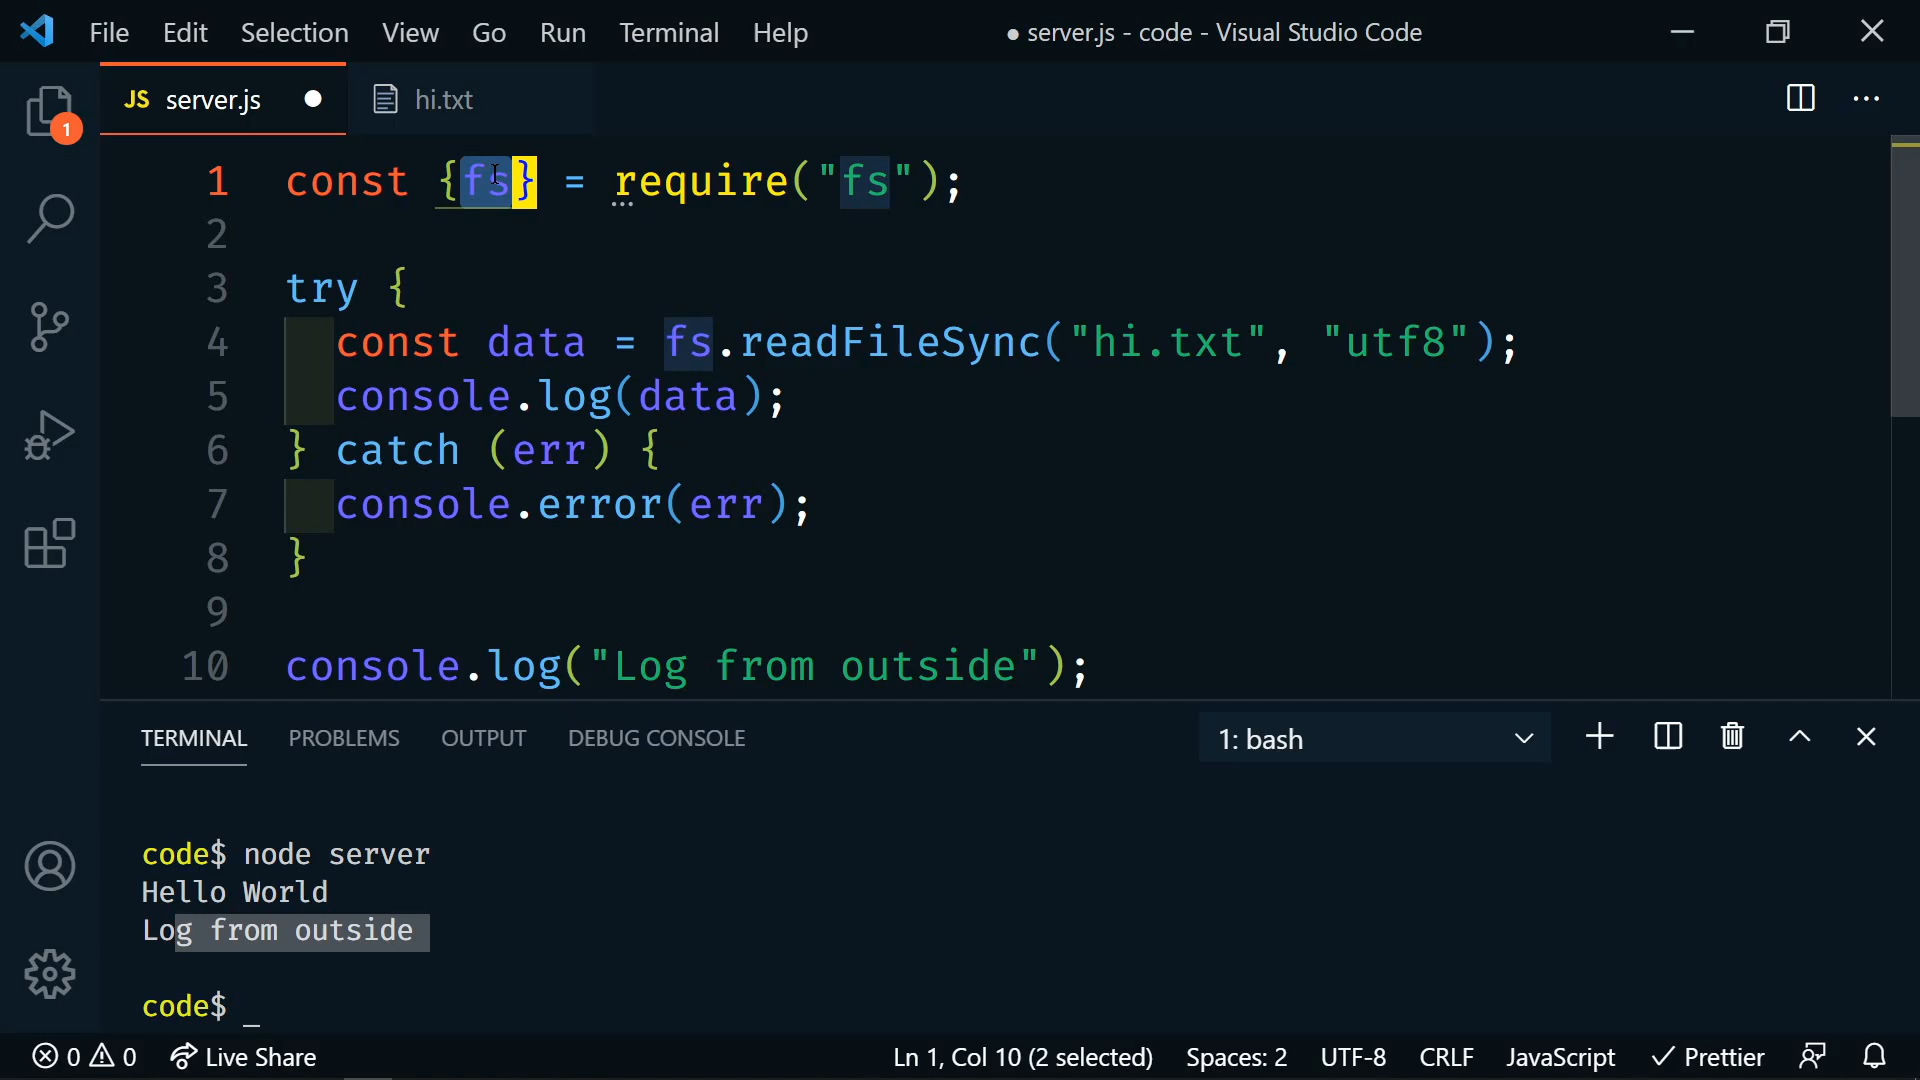 File Edit Selection View Go Run Terminal Help ● server.js - code - Visual Studio Code
JS server.js ● hi.txt
1
1 const {fs} = require("fs");
2
3 try {
4 const data = fs.readFileSync("hi.txt", "utf8");
5 console.log(data);
6 } catch (err) {
7 console.error(err);
8 }
9
10 console.log("Log from outside");
TERMINAL PROBLEMS OUTPUT DEBUG CONSOLE 1: bash
code$ node server
Hello World
Log from outside
code$ _
0 0 Live Share Ln 1, Col 10 (2 selected) Spaces: 2 UTF-8 CRLF JavaScript Prettier